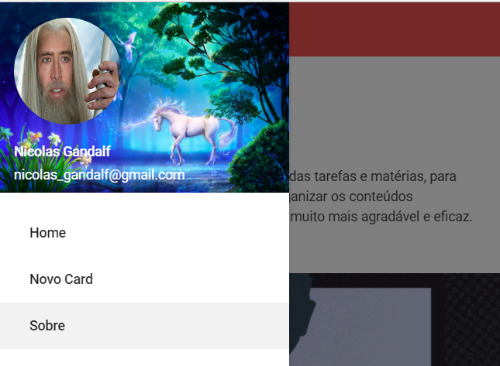 Nicolas Gandalf
nicolas_gandalf@gmail.com
Home
Novo Card
Sobre
das tarefas e matérias, para
ganizar os conteúdos
muito mais agradável e eficaz.